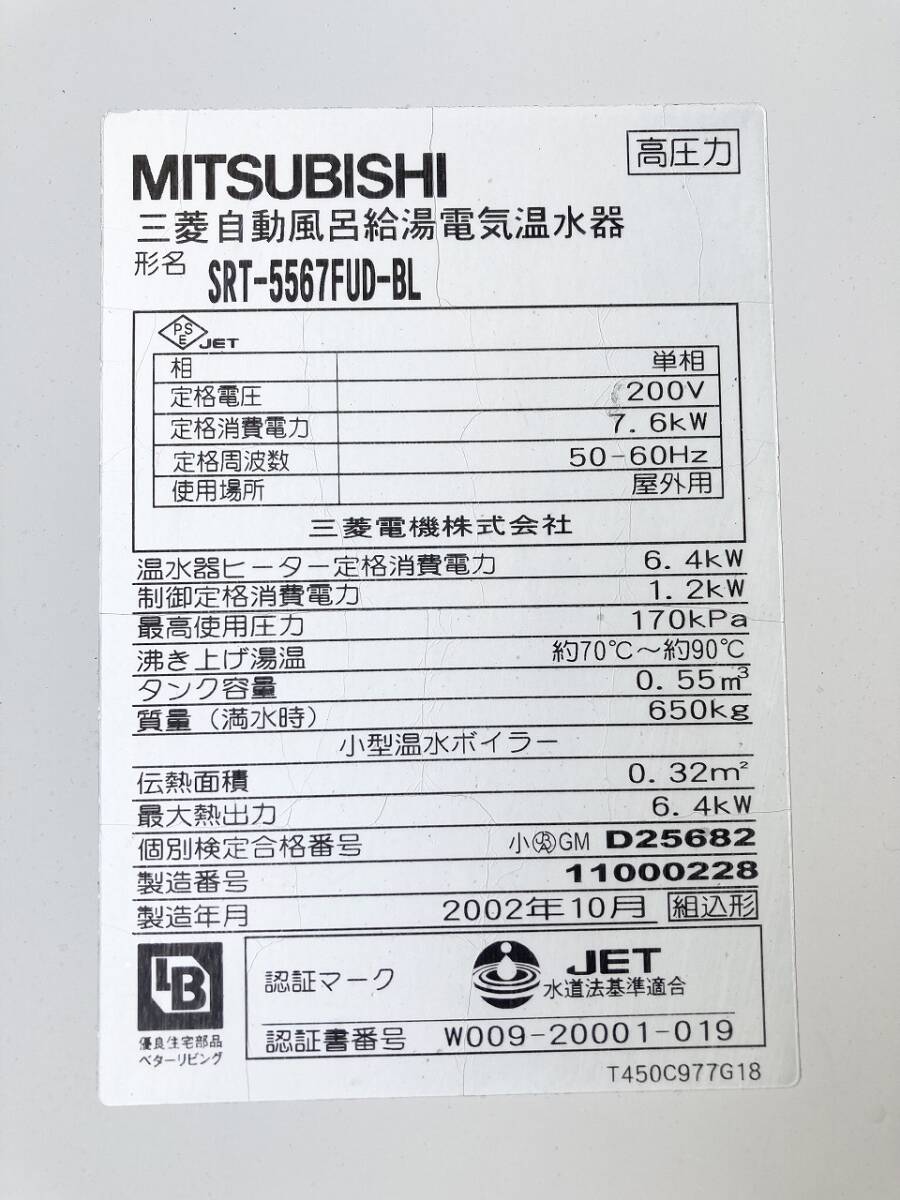 MITSUBISHI
高圧力
三菱自動風呂給湯電気温水器
形名 SRT-5567FUD-BL
PSE JET
相 単相
定格電圧 200V
定格消費電力 7.6kW
定格周波数 50-60Hz
使用場所 屋外用
三菱電機株式会社
温水器ヒーター定格消費電力 6.4kW
制御定格消費電力 1.2kW
最高使用圧力 170kPa
沸き上げ湯温 約70℃~約90℃
タンク容量 0.55m³
質量(満水時) 650kg
小型温水ボイラー
伝熱面積 0.32m²
最大熱出力 6.4kW
個別検定合格番号 小 GM D25682
製造番号 11000228
製造年月 2002年10月 組込形
LB
優良住宅部品
ベターリビング
認証マーク JET
水道法基準適合
認証書番号 W009-20001-019
T450C977G18